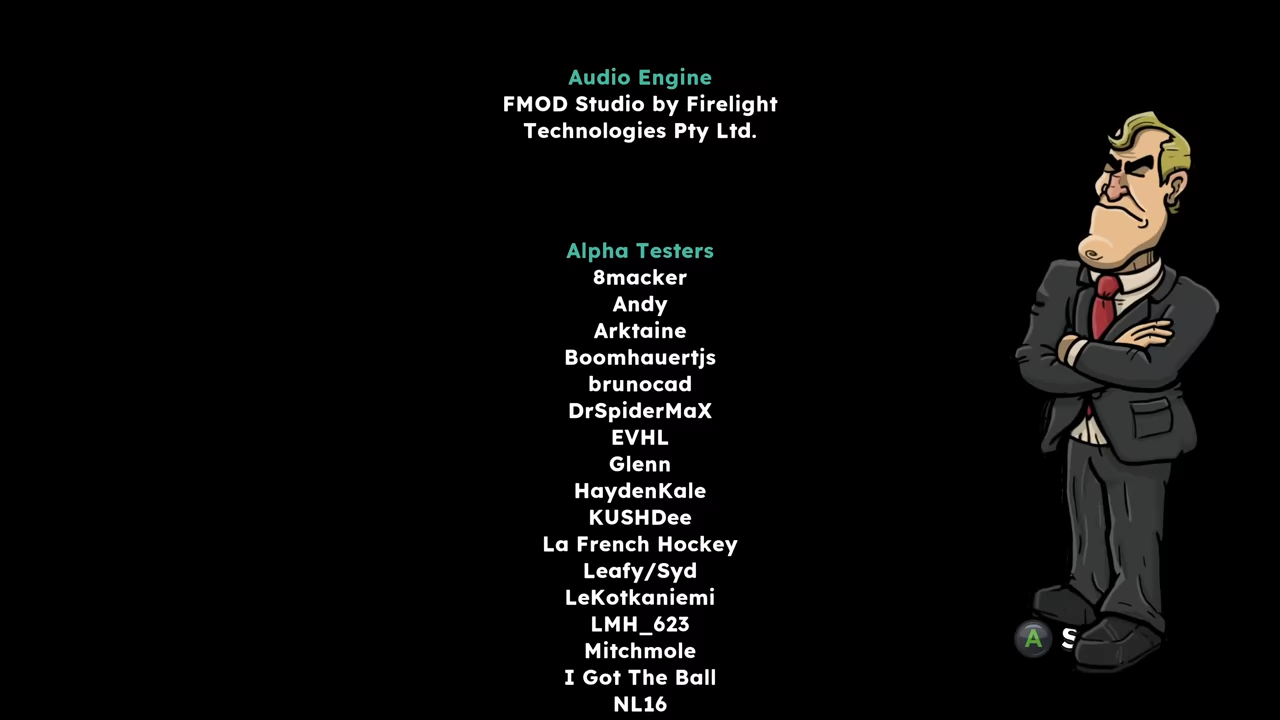 Audio Engine
FMOD Studio by Firelight
Technologies Pty Ltd.
Alpha Testers
8macker
Andy
Arktaine
Boomhauertjs
brunocad
DrSpiderMaX
EVHL
Glenn
HaydenKale
KUSHDee
La French Hockey
Leafy/Syd
LeKotkaniemi
LMH_623
Mitchmole
I Got The Ball
NL16
A